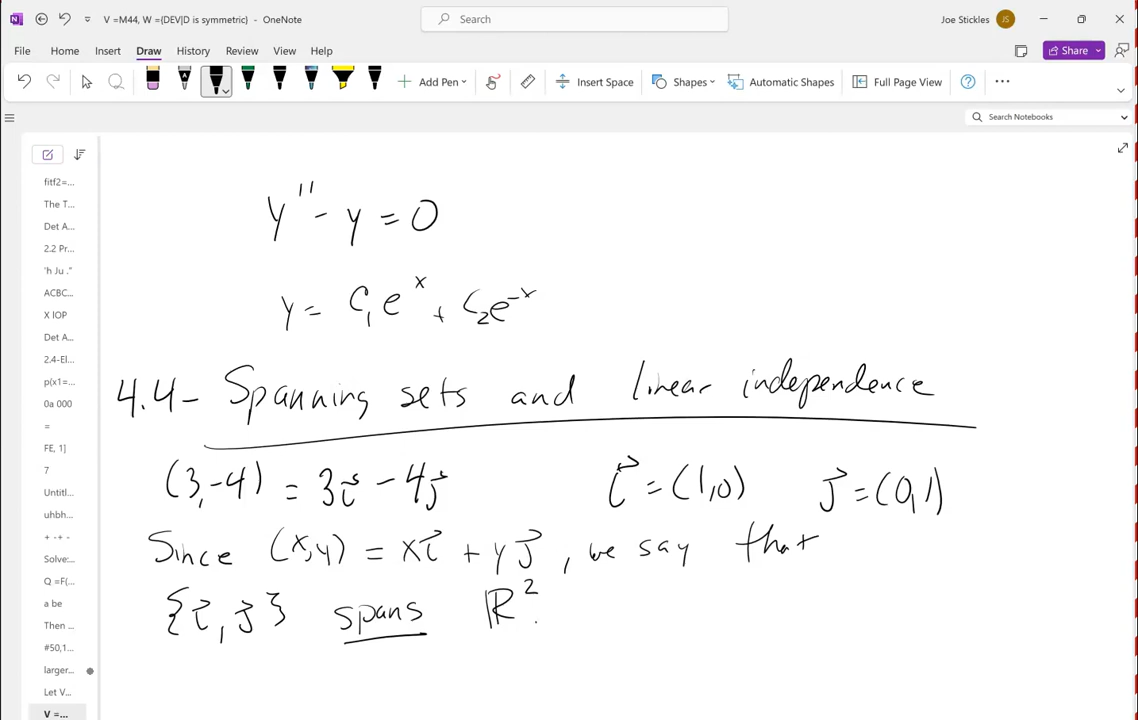 V =M44, W ={DEV|D is symmetric) - OneNote
Search
Joe Stickles
JS
File Home Insert Draw History Review View Help
Share
Add Pen
Insert Space
Shapes
Automatic Shapes
Full Page View
Search Notebooks
fitf2=...
The T...
Det A...
2.2 Pr...
'h Ju ."
ACBC...
X IOP
Det A...
2.4-El...
p(x1=...
0a 000
=
FE, 1]
7
Untitl...
uhbh...
+ -+ -
Solve:...
Q =F(...
a be
Then ...
#50,1...
larger...
Let V...
V =...
y'' - y = 0
y = C₁e^x + C₂e^-x
4.4- Spanning sets and linear independence
(3,-4) = 3i⃗ - 4j⃗ i⃗ = (1,0) j⃗ = (0,1)
Since (x,y) = xi⃗ + yj⃗, we say that
{i⃗, j⃗} spans ℝ².